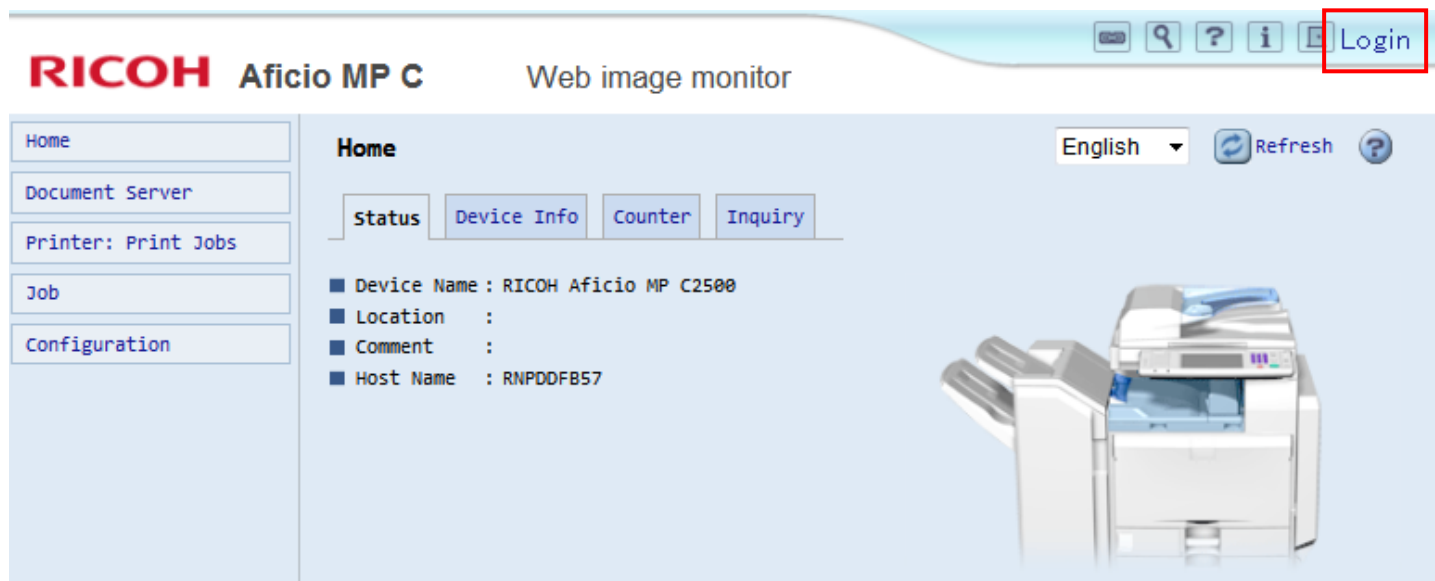 Login
RICOH Aficio MP C Web image monitor
Home
Document Server
Printer: Print Jobs
Job
Configuration
Home
English Refresh
Status Device Info Counter Inquiry
Device Name : RICOH Aficio MP C2500
Location :
Comment :
Host Name : RNPDDFB57